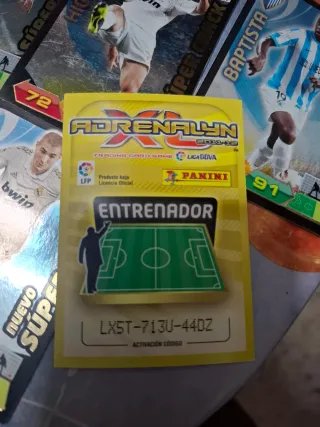 BAPTISTA
72
91
bwin
NUEVO
ADRENALYN
XL
2011-12
LIGA BBVA
LFP
Producto bajo
Licencia Oficial
PANINI
ENTRENADOR
LX5T-713U-44DZ
ACTIVACIÓN CÓDIGO